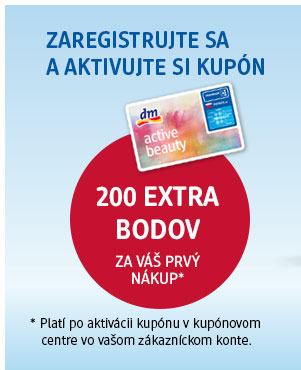 ZAREGISTRUJTE SA
A AKTIVUJTE SI KUPÓN
dm
active
beauty
200 EXTRA
BODOV
ZA VÁŠ PRVÝ
NÁKUP*
* Platí po aktivácii kupónu v kupónovom
centre vo vašom zákazníckom konte.